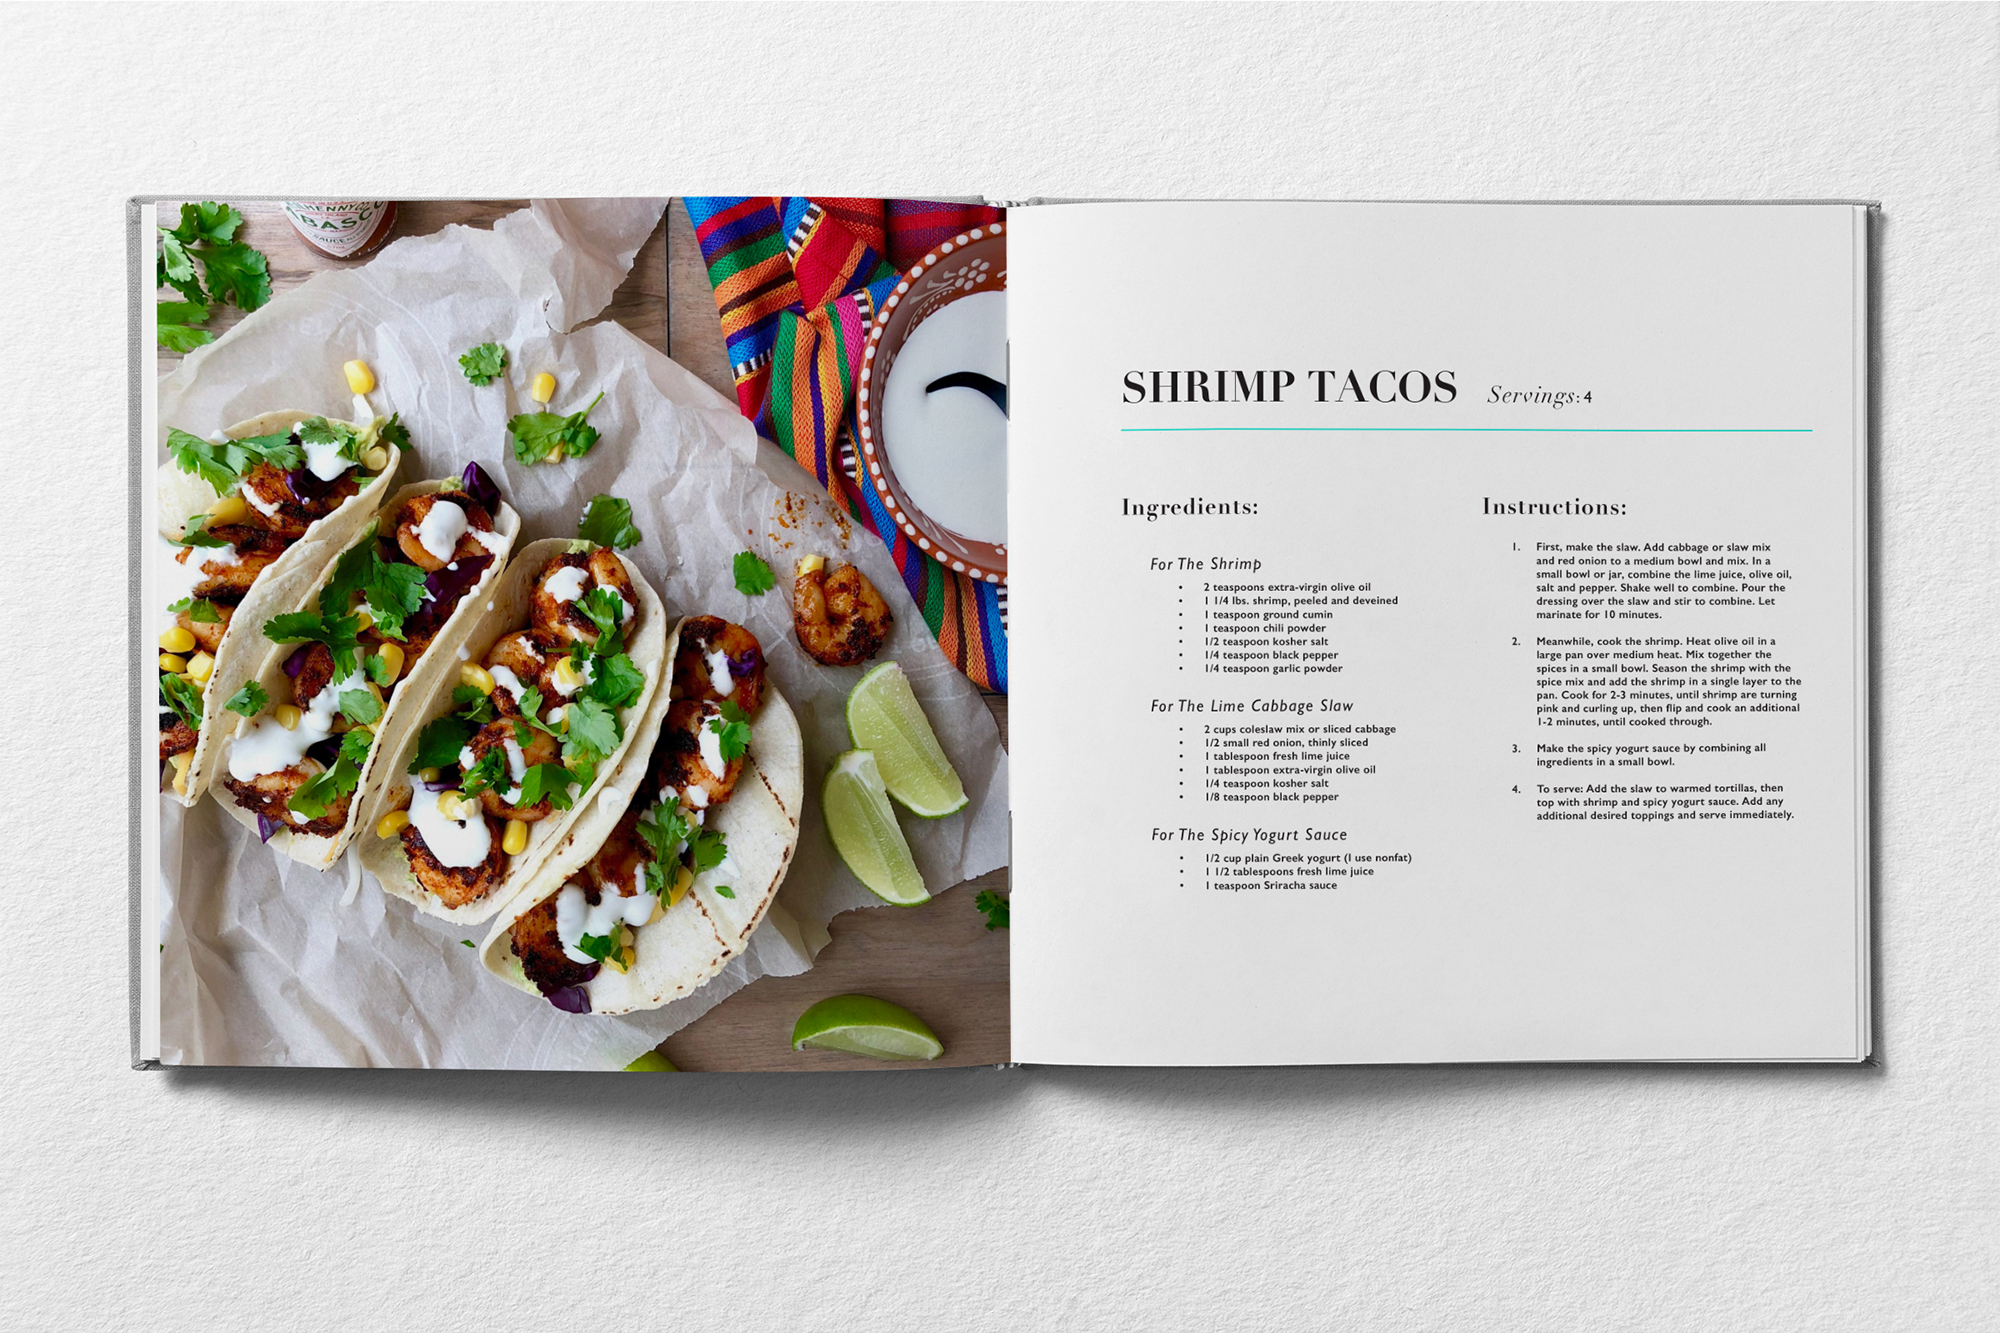 HENNY
BASCO
SAUCE
SHRIMP TACOS Servings: 4
Ingredients:
For The Shrimp
• 2 teaspoons extra-virgin olive oil
• 1 1/4 lbs. shrimp, peeled and deveined
• 1 teaspoon ground cumin
• 1 teaspoon chili powder
• 1/2 teaspoon kosher salt
• 1/4 teaspoon black pepper
• 1/4 teaspoon garlic powder
For The Lime Cabbage Slaw
• 2 cups coleslaw mix or sliced cabbage
• 1/2 small red onion, thinly sliced
• 1 tablespoon fresh lime juice
• 1 tablespoon extra-virgin olive oil
• 1/4 teaspoon kosher salt
• 1/8 teaspoon black pepper
For The Spicy Yogurt Sauce
• 1/2 cup plain Greek yogurt (I use nonfat)
• 1 1/2 tablespoons fresh lime juice
• 1 teaspoon Sriracha sauce
Instructions:
1. First, make the slaw. Add cabbage or slaw mix
and red onion to a medium bowl and mix. In a
small bowl or jar, combine the lime juice, olive oil,
salt and pepper. Shake well to combine. Pour the
dressing over the slaw and stir to combine. Let
marinate for 10 minutes.
2. Meanwhile, cook the shrimp. Heat olive oil in a
large pan over medium heat. Mix together the
spices in a small bowl. Season the shrimp with the
spice mix and add the shrimp in a single layer to the
pan. Cook for 2-3 minutes, until shrimp are turning
pink and curling up, then flip and cook an additional
1-2 minutes, until cooked through.
3. Make the spicy yogurt sauce by combining all
ingredients in a small bowl.
4. To serve: Add the slaw to warmed tortillas, then
top with shrimp and spicy yogurt sauce. Add any
additional desired toppings and serve immediately.